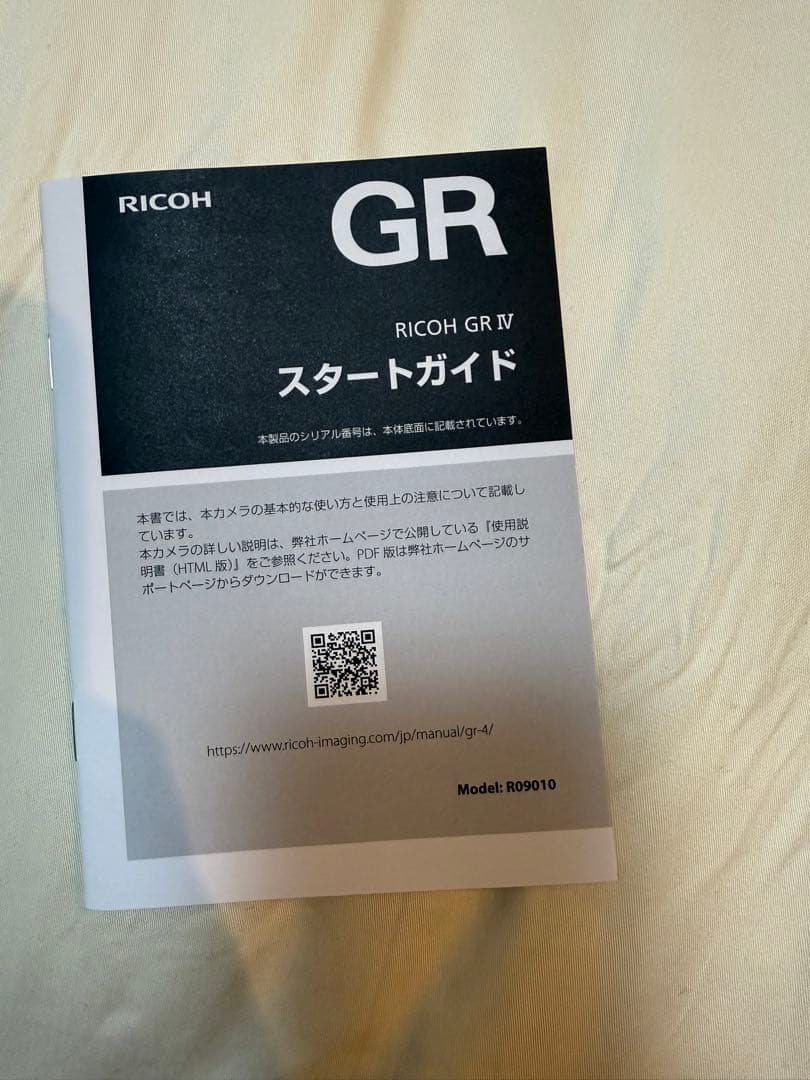 RICOH
GR
RICOH GR Ⅳ
スタートガイド
本製品のシリアル番号は、本体底面に記載されています。
本書では、本カメラの基本的な使い方と使用上の注意について記載し
ています。
本カメラの詳しい説明は、弊社ホームページで公開している『使用説
明書（HTML 版）』をご参照ください。PDF 版は弊社ホームページのサ
ポートページからダウンロードができます。
https://www.ricoh-imaging.com/jp/manual/gr-4/
Model: R09010